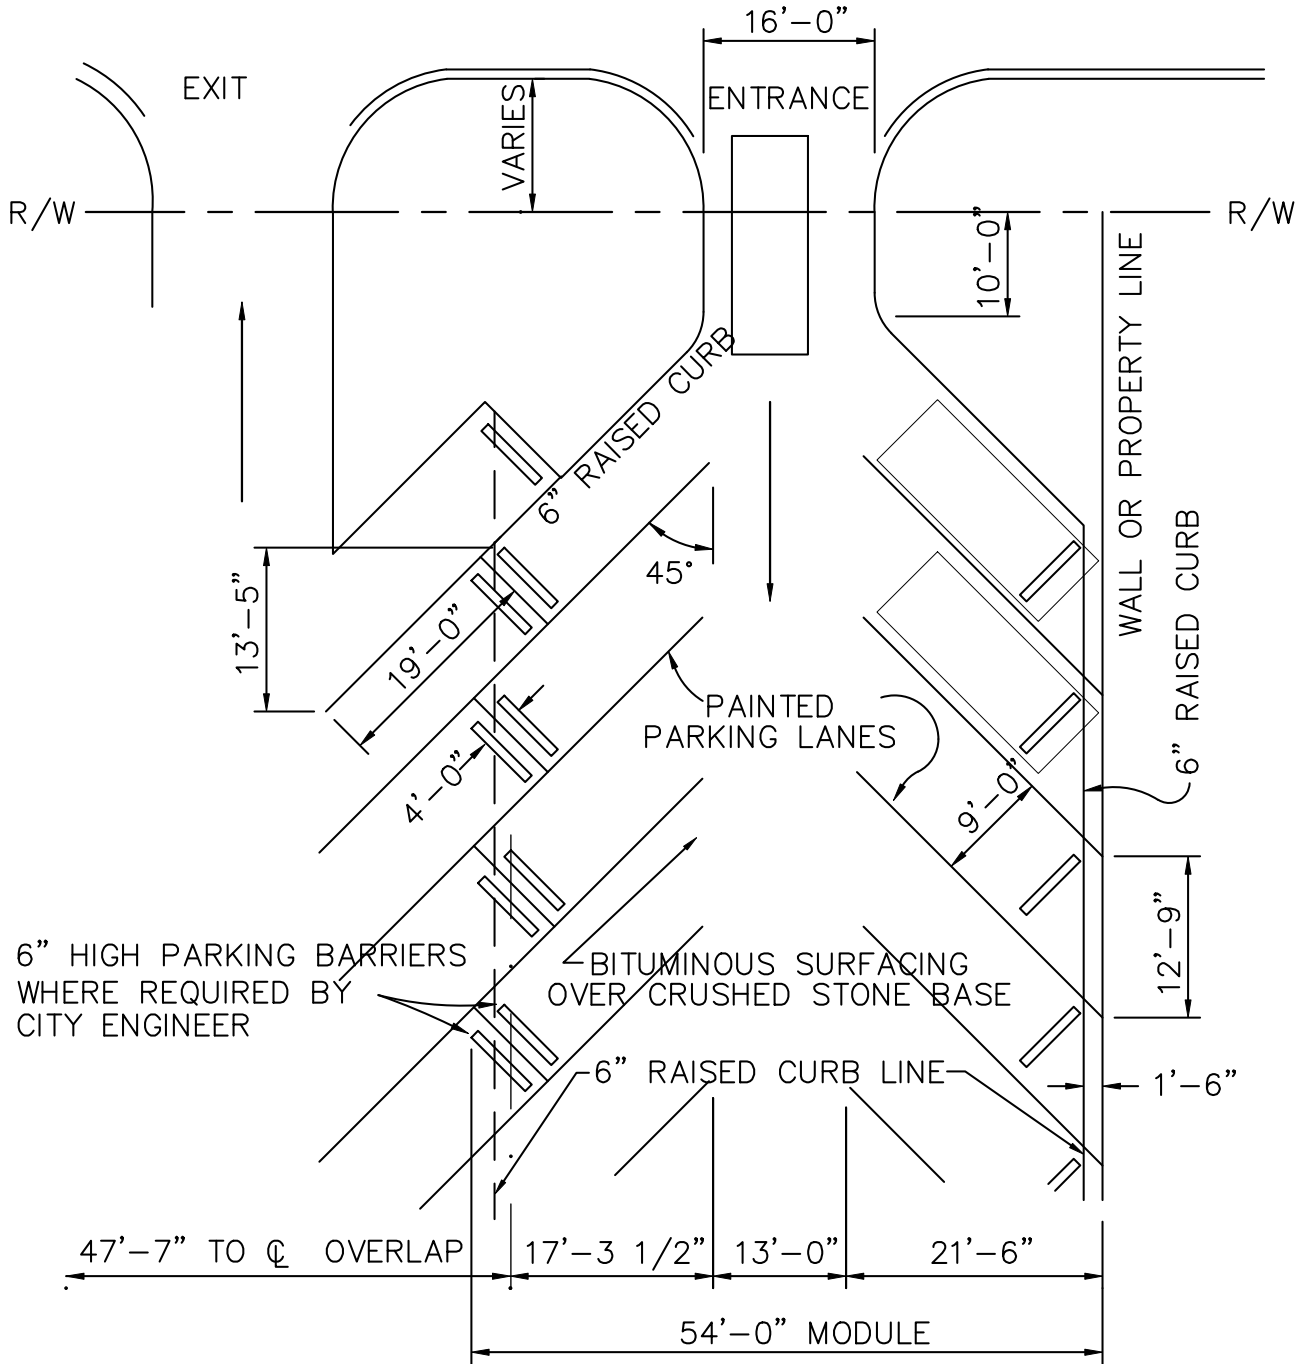 16'-0"
EXIT
ENTRANCE
VARIES
R/W
R/W
10'-0"
WALL OR PROPERTY LINE
6" RAISED CURB
6" RAISED CURB
45°
13'-5"
19'-0"
PAINTED
PARKING LANES
4'-0"
9'-0"
12'-9"
6" HIGH PARKING BARRIERS
WHERE REQUIRED BY
CITY ENGINEER
BITUMINOUS SURFACING
OVER CRUSHED STONE BASE
6" RAISED CURB LINE
1'-6"
47'-7" TO ℄ OVERLAP
17'-3 1/2"
13'-0"
21'-6"
54'-0" MODULE